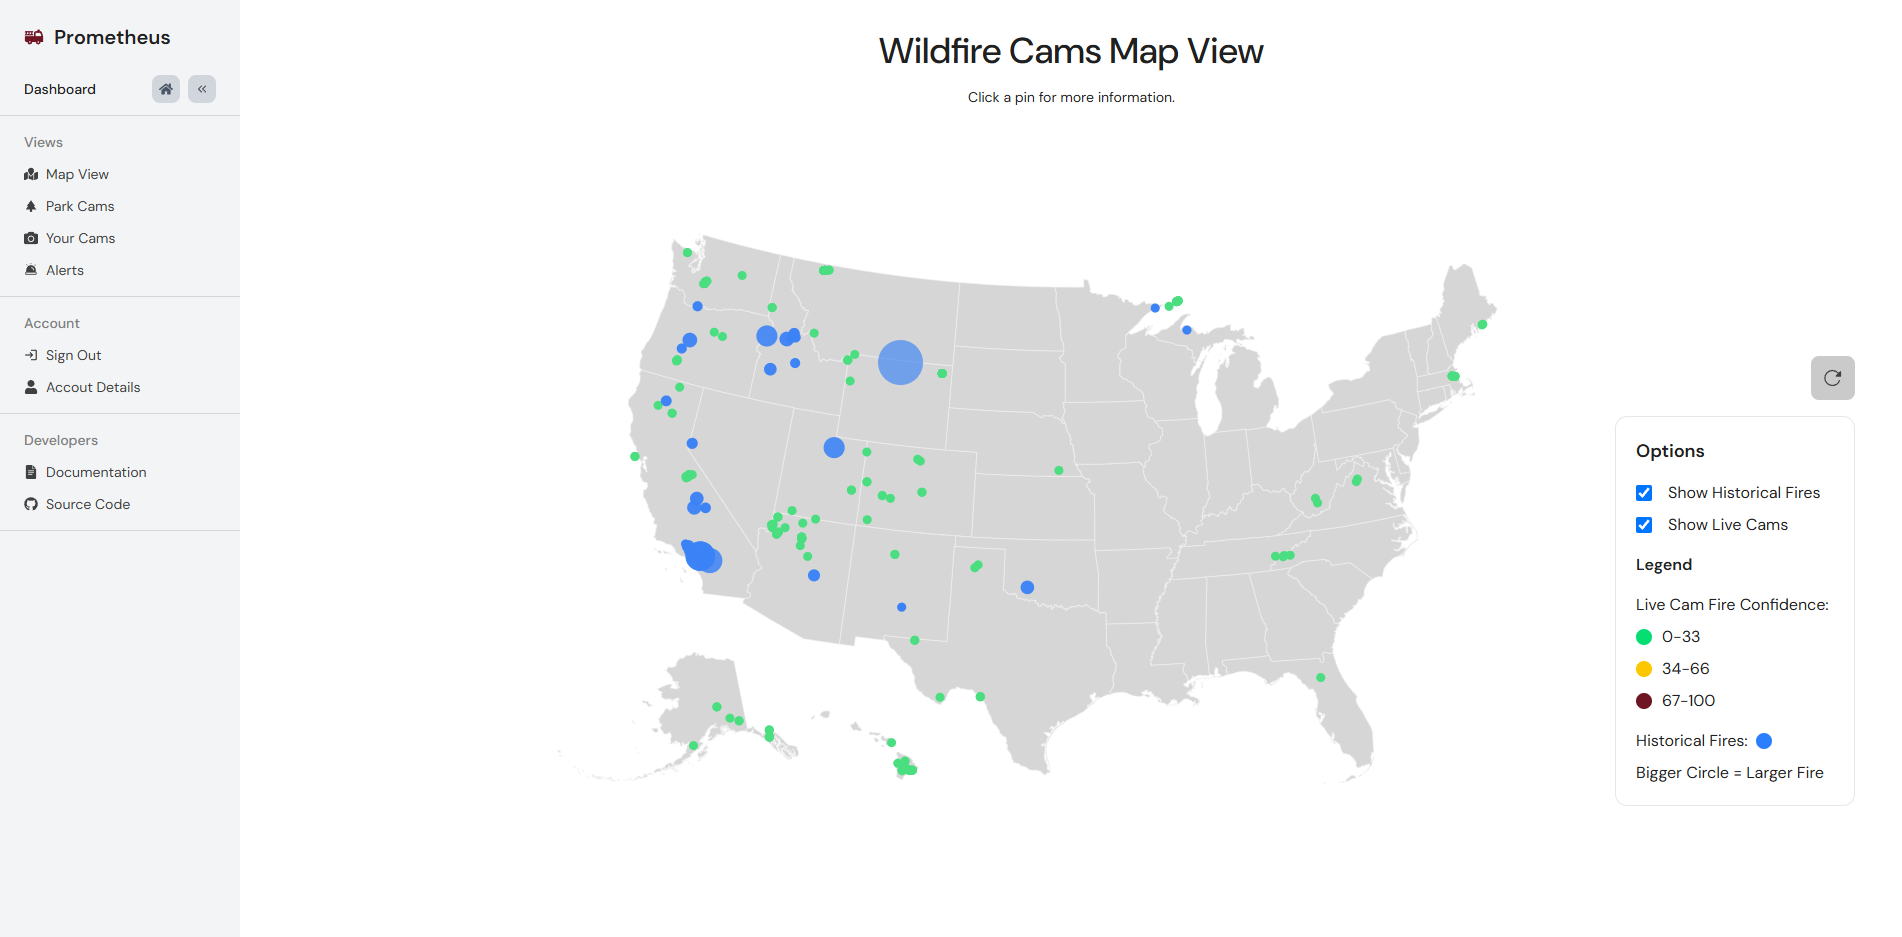 Prometheus
Dashboard
Views
Map View
Park Cams
Your Cams
Alerts
Account
Sign Out
Accout Details
Developers
Documentation
Source Code
Wildfire Cams Map View
Click a pin for more information.
Options
Show Historical Fires
Show Live Cams
Legend
Live Cam Fire Confidence:
0-33
34-66
67-100
Historical Fires:
Bigger Circle = Larger Fire